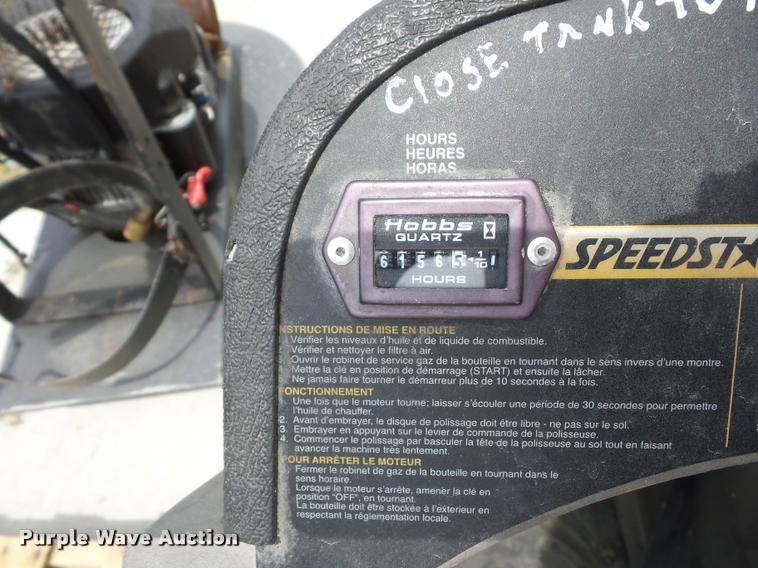 CLOSE TANK
HOURS
HEURES
HORAS
Hobbs
QUARTZ
6156 1/10
HOURS
SPEEDST
INSTRUCTIONS DE MISE EN ROUTE
Vérifier les niveaux d'huile et de liquide de combustible.
Vérifier et nettoyer le filtre à air.
Ouvrir le robinet de service gaz de la bouteille en tournant dans le sens invers d'une montre.
Mettre la clé en position de démarrage (START) et ensuite la lâcher.
Ne jamais faire tourner le démarreur plus de 10 secondes à la fois.
FONCTIONNEMENT
Une fois que le moteur tourne; laisser s'écouler une période de 30 secondes pour permettre
l'huile de chauffer.
2. Avant d'embrayer, le disque de polissage doit être libre - ne pas sur le sol.
3. Embrayer en appuyant sur le levier de commande de la polisseuse.
4. Commencer le polissage par basculer la tête de la polisseuse au sol tout en faisant
avancer la machine très lentement.
POUR ARRÊTER LE MOTEUR
Fermer le robinet de gaz de la bouteille en tournant dans le
sens horaire.
Lorsque le moteur s'arrête, amener la clé en
position "OFF", en tournant.
La bouteille doit être stockée à l'exterieur en
respectant la règlementation locale.
Purple Wave Auction